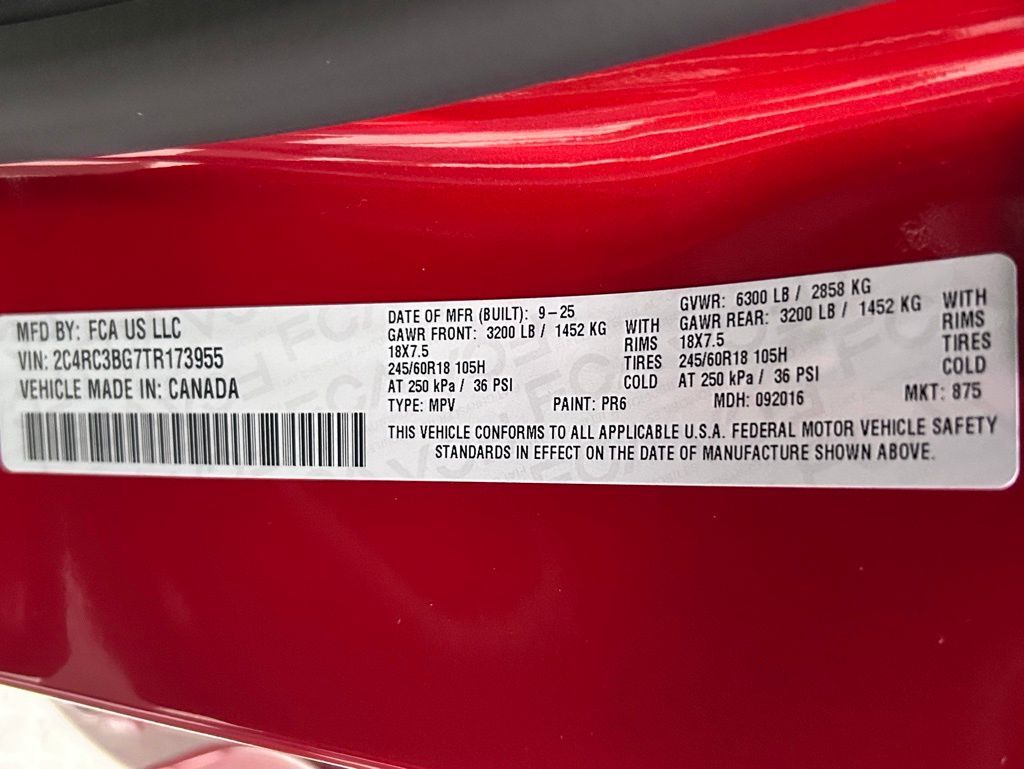 MFD BY: FCA US LLC
VIN: 2C4RC3BG7TR173955
VEHICLE MADE IN: CANADA
DATE OF MFR (BUILT): 9-25
GVWR: 6300 LB / 2858 KG
GAWR FRONT: 3200 LB / 1452 KG WITH
18X7.5 RIMS
245/60R18 105H TIRES
AT 250 kPa / 36 PSI COLD
GAWR REAR: 3200 LB / 1452 KG WITH
18X7.5 RIMS
245/60R18 105H TIRES
AT 250 kPa / 36 PSI COLD
TYPE: MPV PAINT: PR6 MDH: 092016 MKT: 875
THIS VEHICLE CONFORMS TO ALL APPLICABLE U.S.A. FEDERAL MOTOR VEHICLE SAFETY
STANDARDS IN EFFECT ON THE DATE OF MANUFACTURE SHOWN ABOVE.